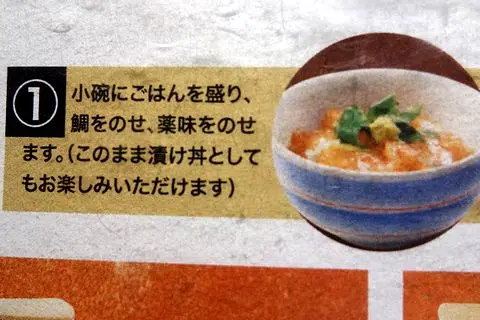 1
小碗にごはんを盛り、
鯛をのせ、薬味をのせ
ます。(このまま漬け丼として
もお楽しみいただけます)